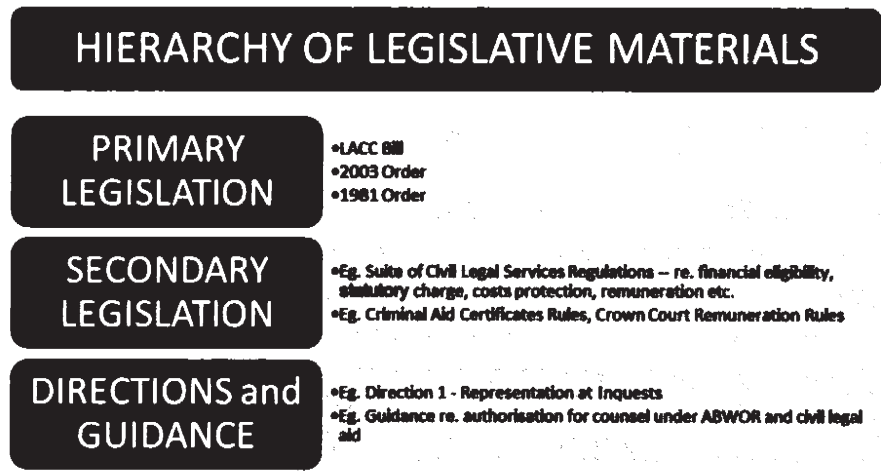 HIERARCHY OF LEGISLATIVE MATERIALS
PRIMARY
LEGISLATION
•LACC Bill
•2003 Order
•1981 Order
SECONDARY
LEGISLATION
•Eg. Suite of Civil Legal Services Regulations – re. financial eligibility,
statutory charge, costs protection, remuneration etc.
•Eg. Criminal Aid Certificates Rules, Crown Court Remuneration Rules
DIRECTIONS and
GUIDANCE
•Eg. Direction 1 - Representation at Inquests
•Eg. Guidance re. authorisation for counsel under ABWOR and civil legal
aid